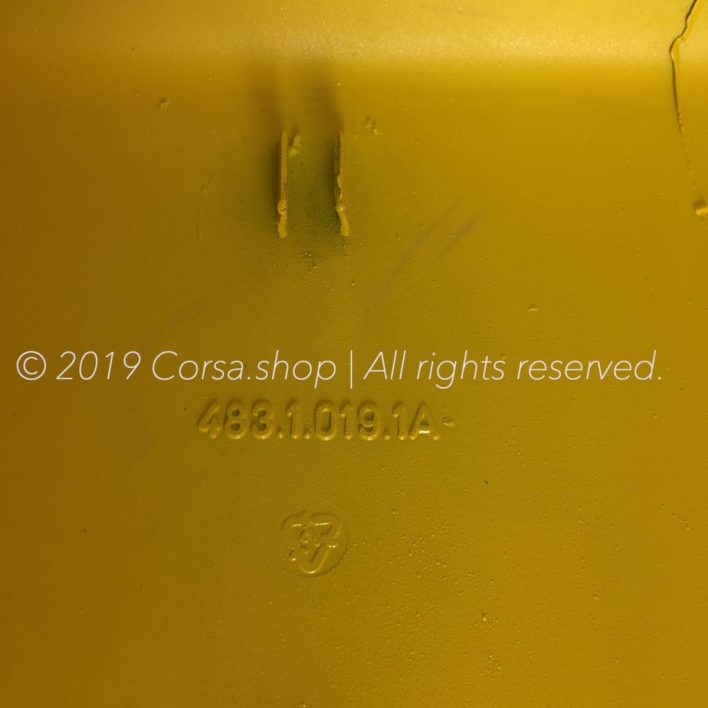 © 2019 Corsa.shop | All rights reserved.
483.1.019.1A-